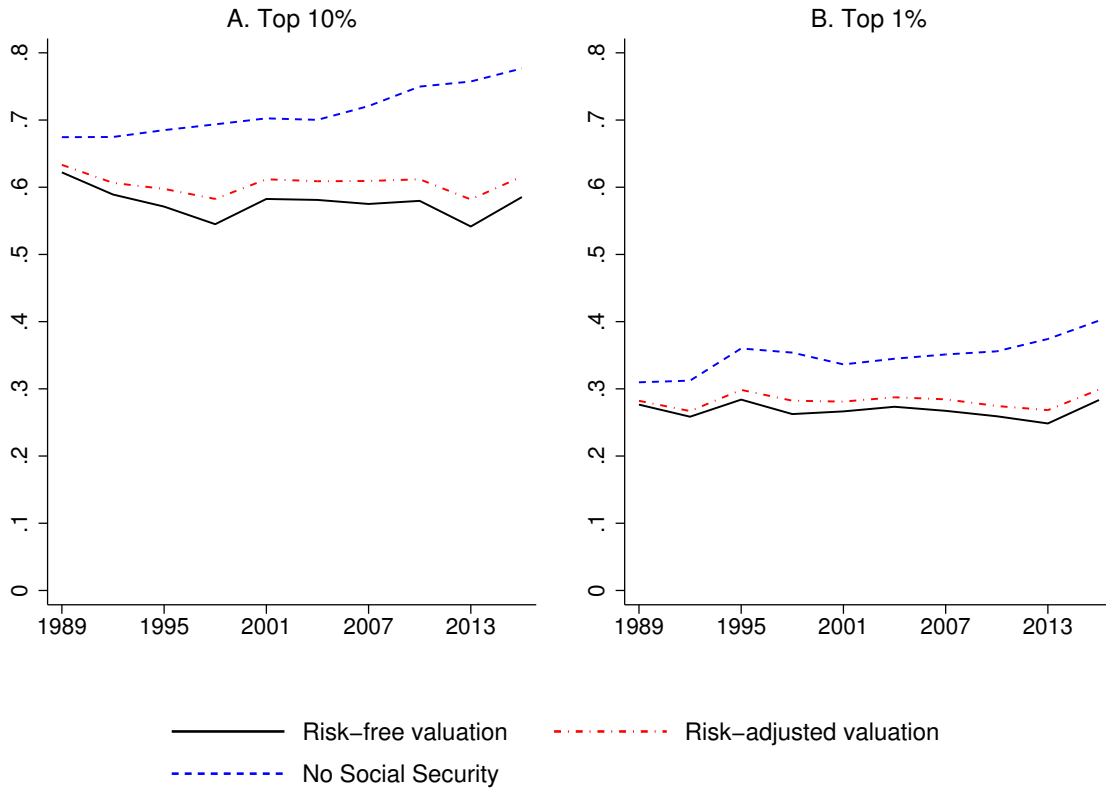 A. Top 10%
.8
.7
.6
.5
.4
.3
.2
.1
0
1989 1995 2001 2007 2013
B. Top 1%
.8
.7
.6
.5
.4
.3
.2
.1
0
1989 1995 2001 2007 2013
Risk−free valuation
Risk−adjusted valuation
No Social Security